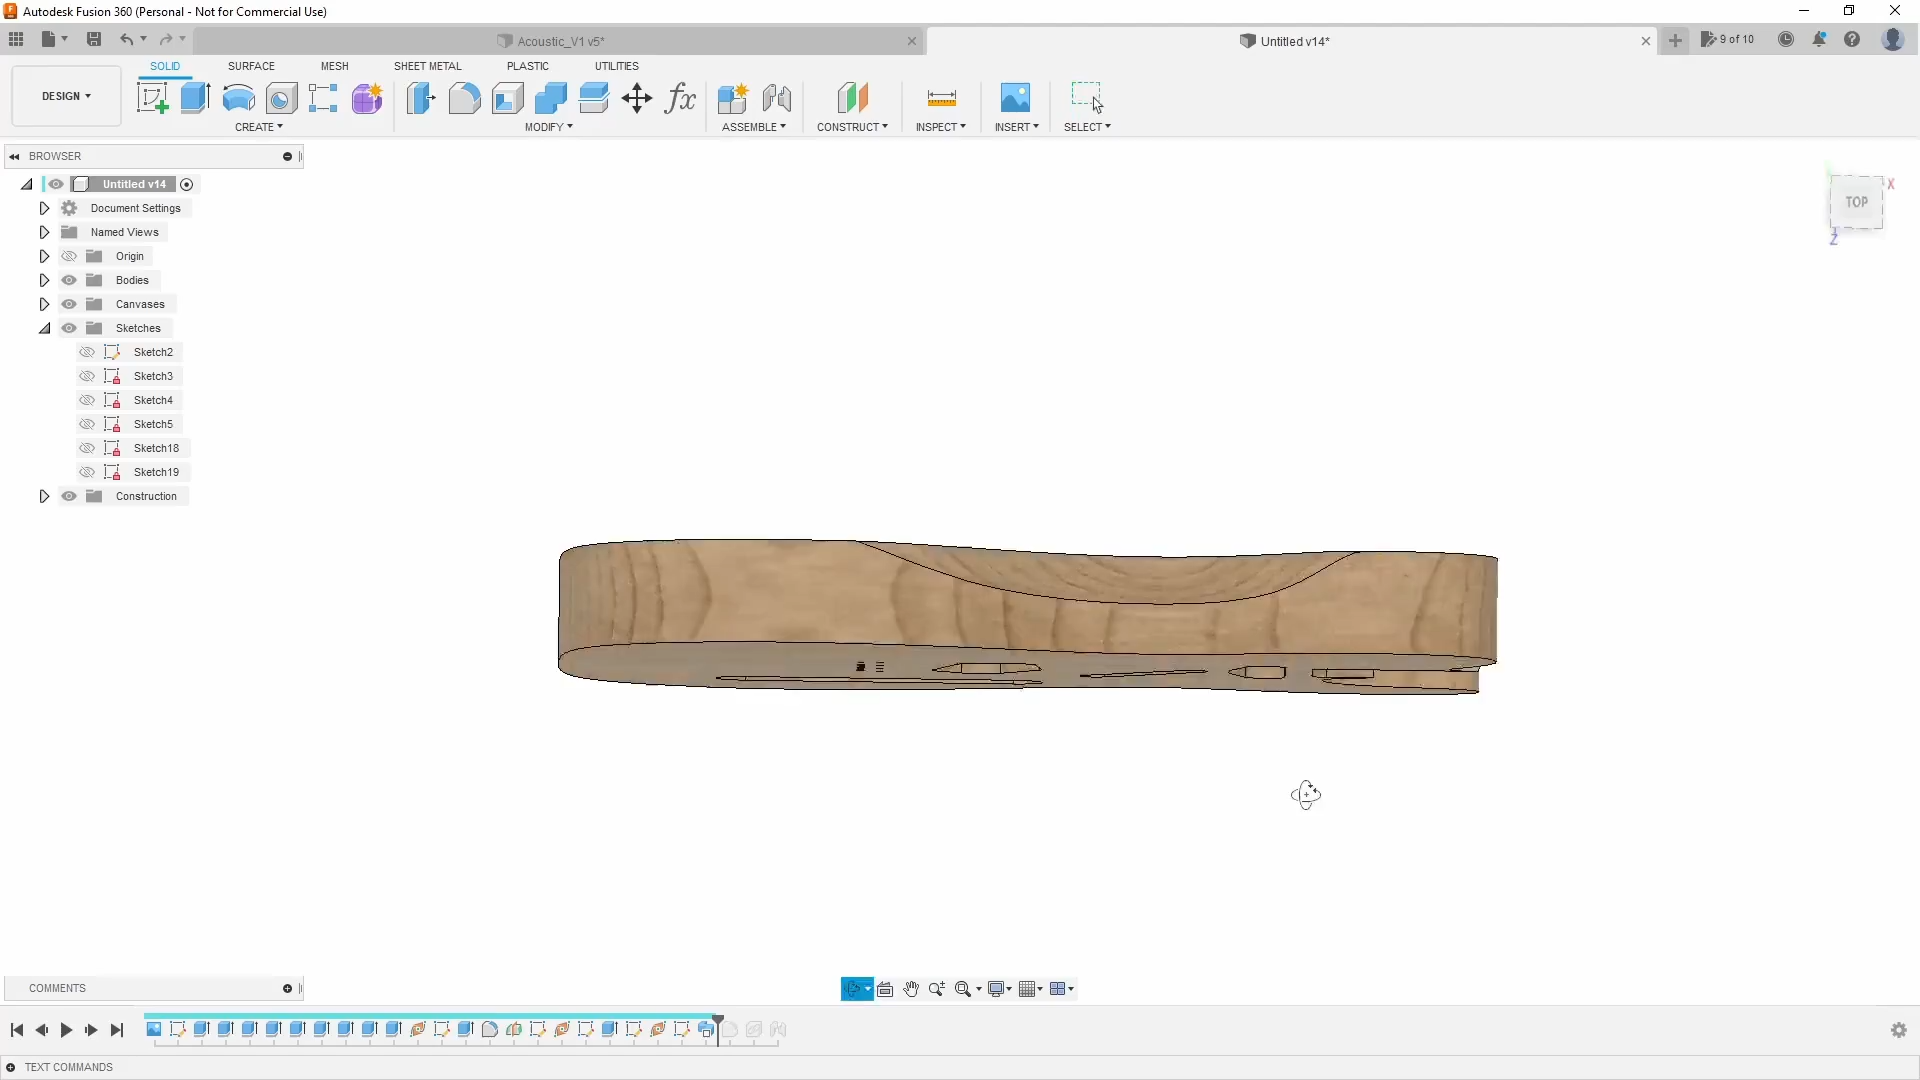 Autodesk Fusion 360 (Personal - Not for Commercial Use)
Acoustic_V1 v5*
Untitled v14*
9 of 10
DESIGN
SOLID
SURFACE
MESH
SHEET METAL
PLASTIC
UTILITIES
CREATE
MODIFY
ASSEMBLE
CONSTRUCT
INSPECT
INSERT
SELECT
BROWSER
Untitled v14
Document Settings
Named Views
Origin
Bodies
Canvases
Sketches
Sketch2
Sketch3
Sketch4
Sketch5
Sketch18
Sketch19
Construction
TOP
X
Z
COMMENTS
TEXT COMMANDS